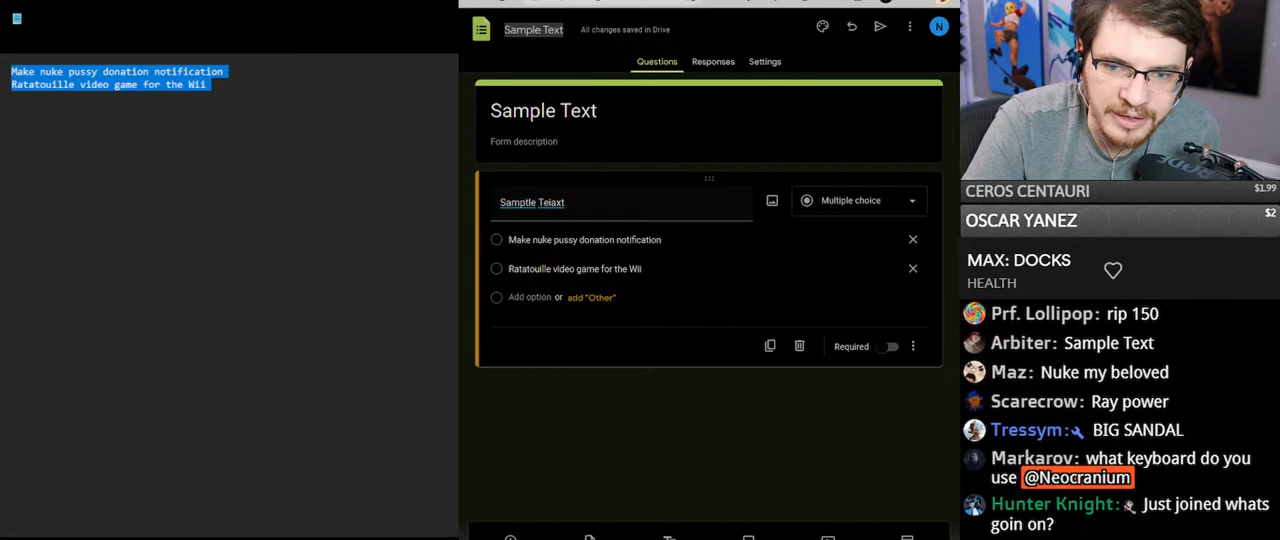 Make nuke pussy donation notification
Ratatouille video game for the Wii
Sample Text
All changes saved in Drive
N
Questions
Responses
Settings
Sample Text
Form description
Samptle Teiaxt
Multiple choice
Make nuke pussy donation notification
Ratatouille video game for the Wii
Add option or add "Other"
Required
RODE
CEROS CENTAURI $1.99
OSCAR YANEZ $2
MAX: DOCKS
HEALTH
Prf. Lollipop: rip 150
Arbiter: Sample Text
Maz: Nuke my beloved
Scarecrow: Ray power
Tressym: BIG SANDAL
Markarov: what keyboard do you
use @Neocranium
Hunter Knight: Just joined whats
goin on?